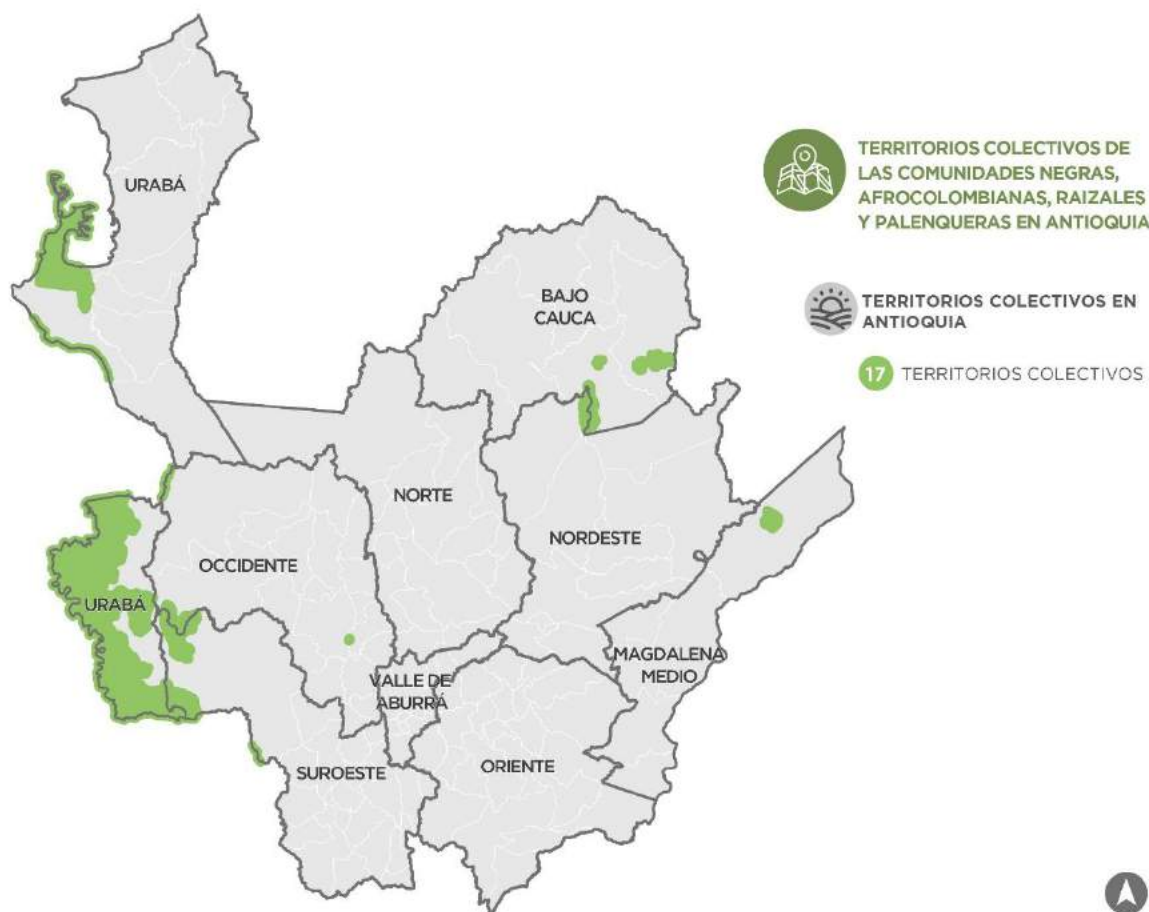 TERRITORIOS COLECTIVOS DE
LAS COMUNIDADES NEGRAS,
AFROCOLOMBIANAS, RAIZALES
Y PALENQUERAS EN ANTIOQUIA
TERRITORIOS COLECTIVOS EN
ANTIOQUIA
17 TERRITORIOS COLECTIVOS
URABÁ
BAJO
CAUCA
NORTE
NORDESTE
OCCIDENTE
URABÁ
MAGDALENA
MEDIO
VALLE DE
ABURRÁ
ORIENTE
SUROESTE